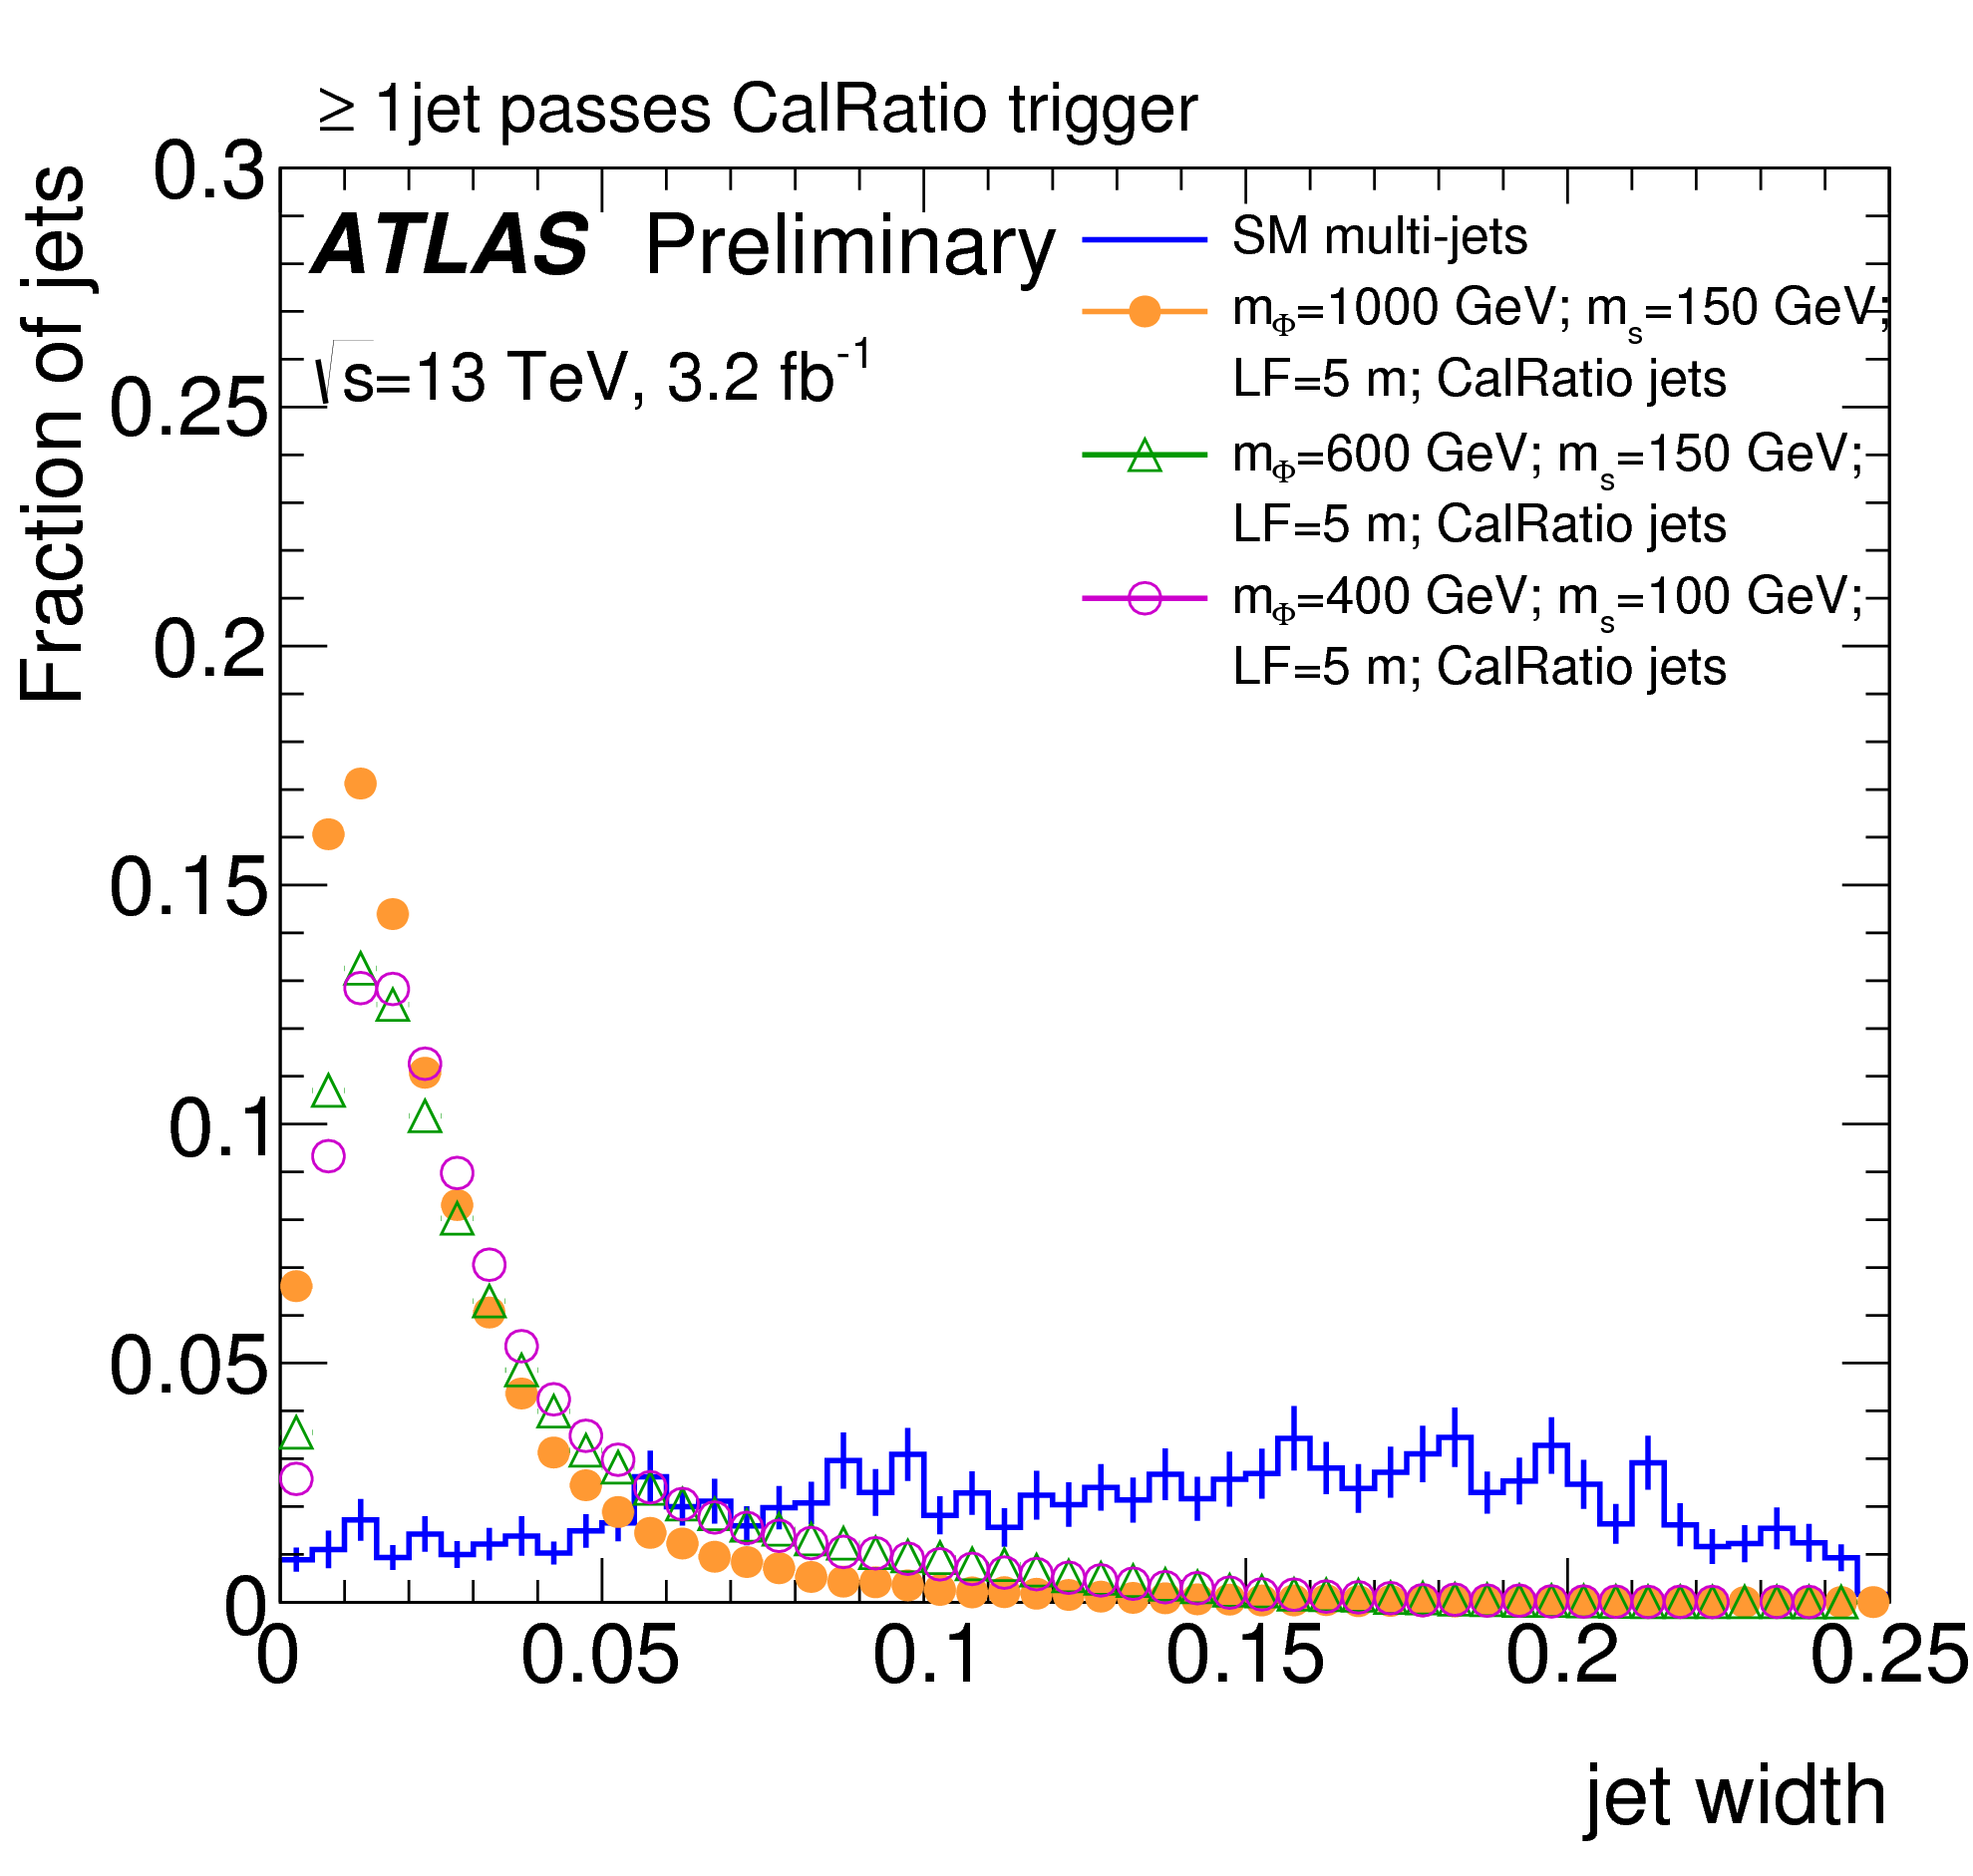 ≥ 1jet passes CalRatio trigger
Fraction of jets
0.3
0.25
0.2
0.15
0.1
0.05
0
ATLAS Preliminary
√s=13 TeV, 3.2 fb-1
SM multi-jets
mΦ=1000 GeV; ms=150 GeV;
LF=5 m; CalRatio jets
mΦ=600 GeV; ms=150 GeV;
LF=5 m; CalRatio jets
mΦ=400 GeV; ms=100 GeV;
LF=5 m; CalRatio jets
0 0.05 0.1 0.15 0.2 0.25
jet width